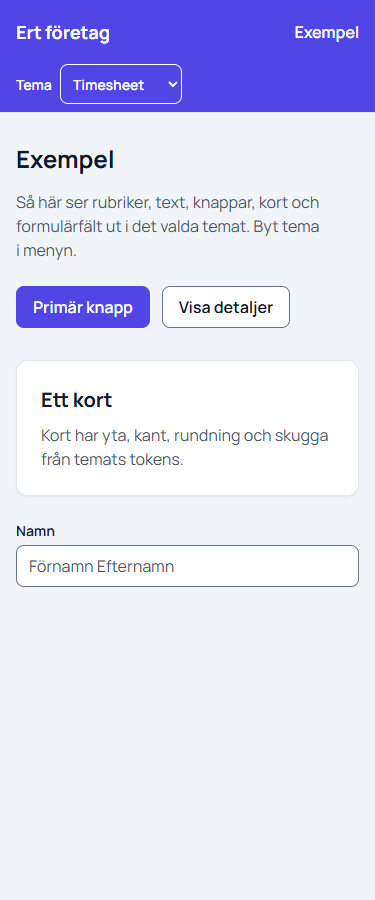 Ert företag
Exempel
Tema
Timesheet
Exempel
Så här ser rubriker, text, knappar, kort och
formulärfält ut i det valda temat. Byt tema
i menyn.
Primär knapp
Visa detaljer
Ett kort
Kort har yta, kant, rundning och skugga
från temats tokens.
Namn
Förnamn Efternamn